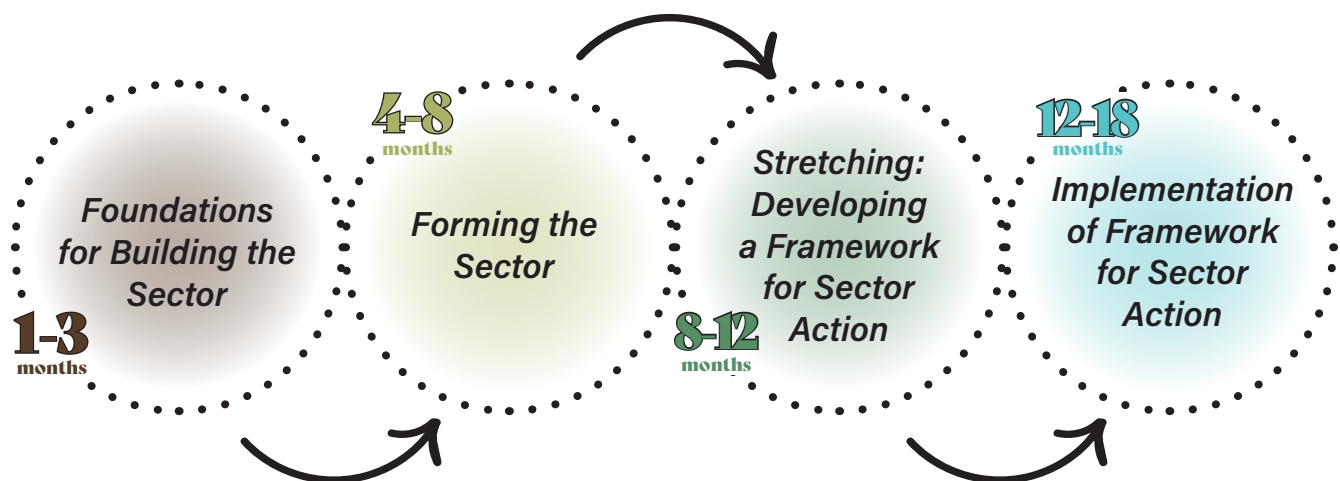 Foundations
for Building the
Sector
1-3
months
4-8
months
Forming the
Sector
Stretching:
Developing
a Framework
for Sector
Action
8-12
months
12-18
months
Implementation
of Framework
for Sector
Action